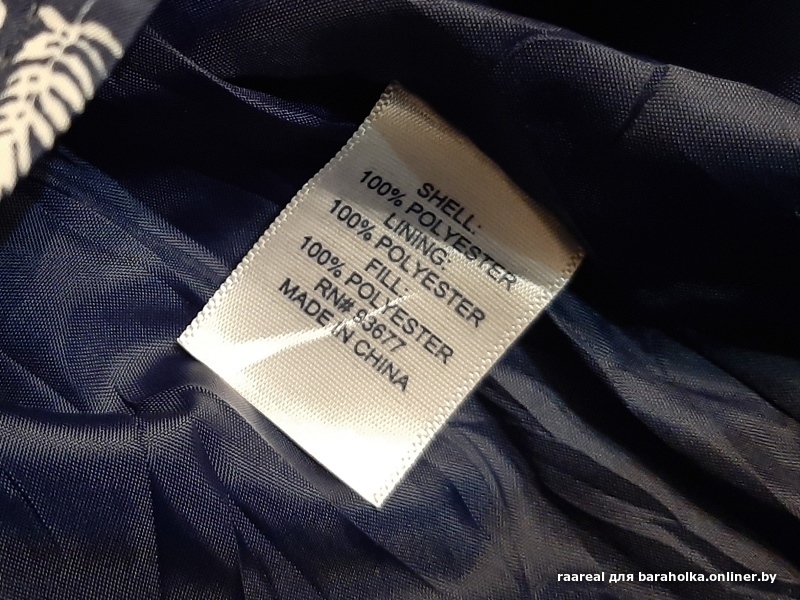 SHELL:
100% POLYESTER
LINING:
100% POLYESTER
FILL:
100% POLYESTER
RN# 93677
MADE IN CHINA
raareal для baraholka.onliner.by